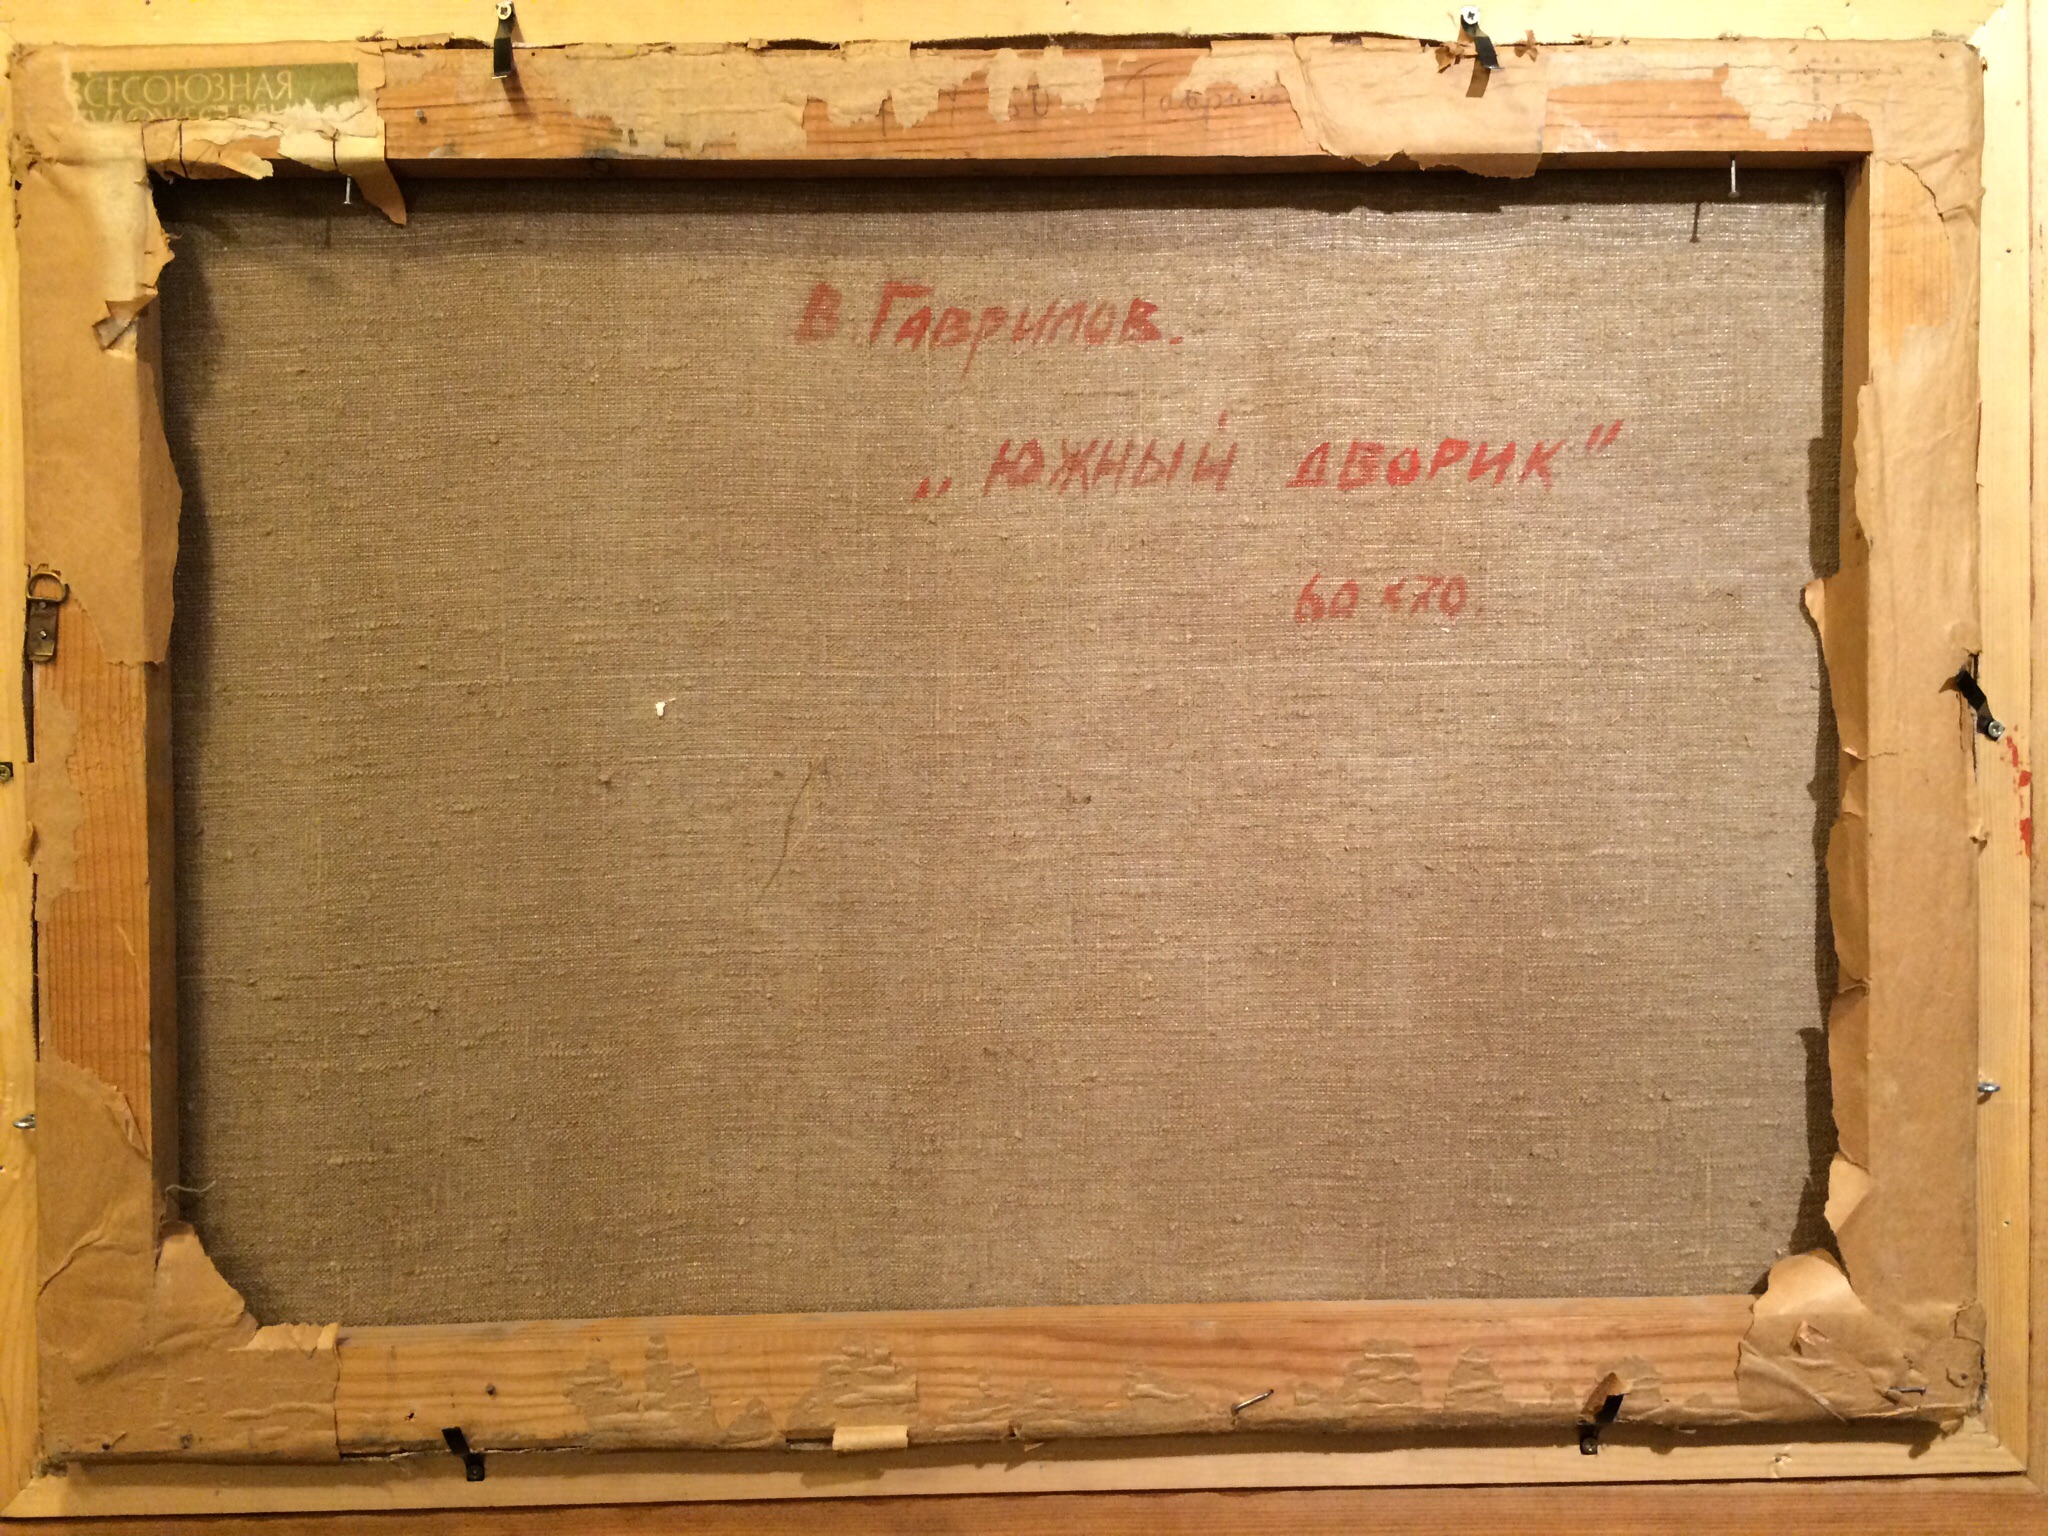 ВСЕСОЮЗНАЯ
В. Гаврилов.
„ южный дворик"
60 x 70.